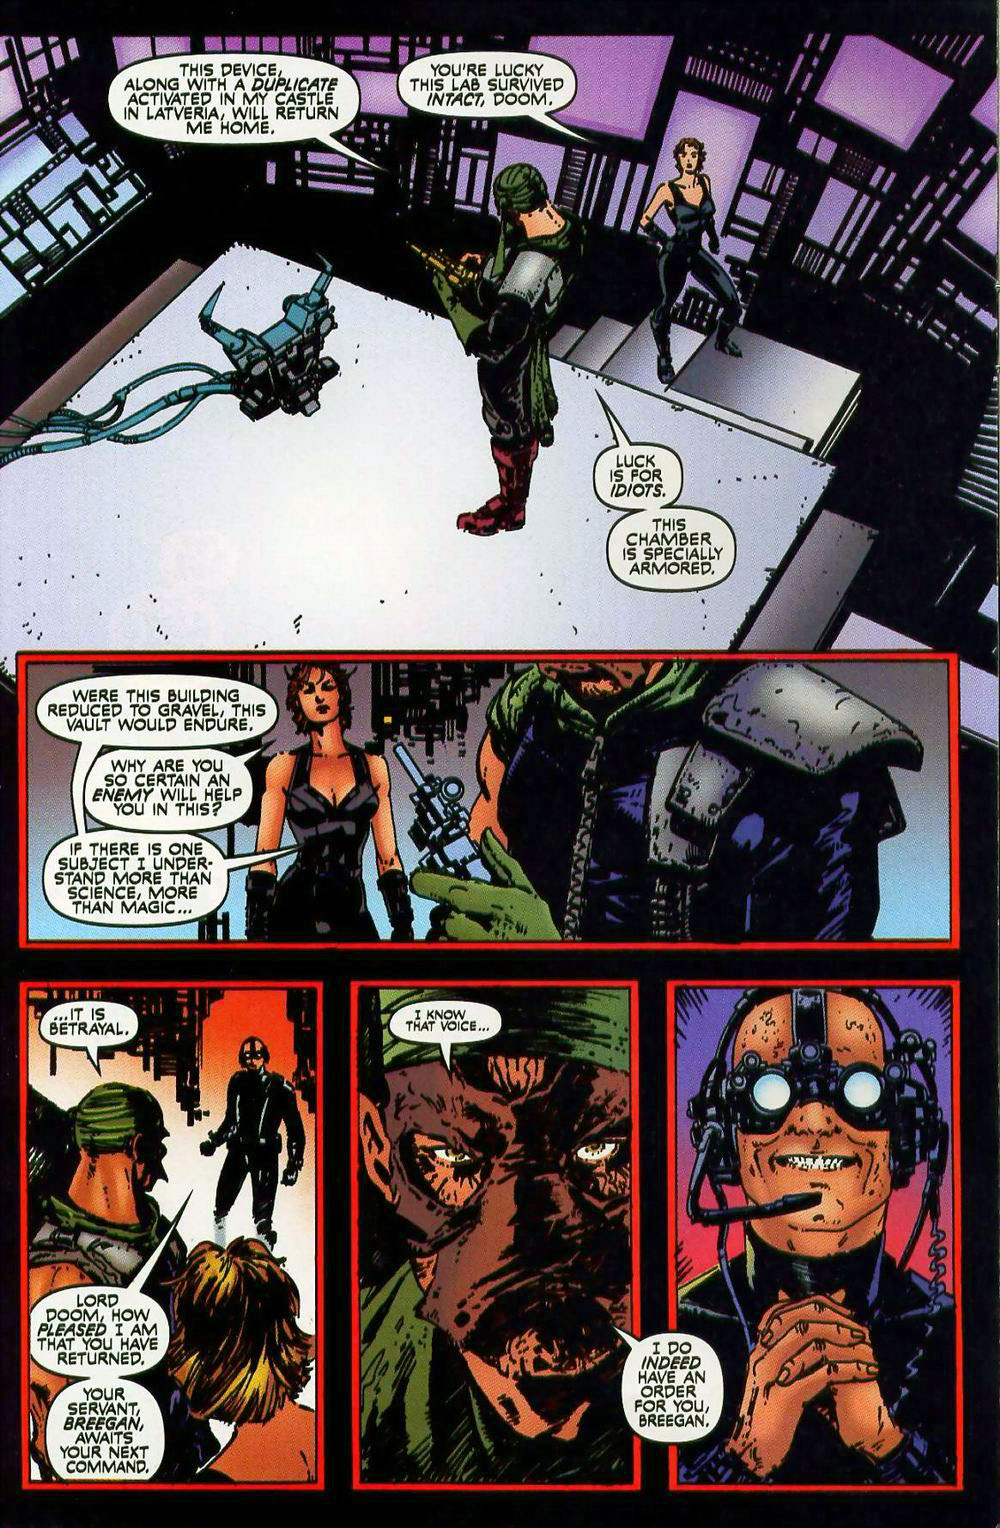 THIS DEVICE,
ALONG WITH A DUPLICATE
ACTIVATED IN MY CASTLE
IN LATVERIA, WILL RETURN
ME HOME.
YOU'RE LUCKY
THIS LAB SURVIVED
INTACT, DOOM.
LUCK
IS FOR
IDIOTS.
THIS
CHAMBER
IS SPECIALLY
ARMORED.
WERE THIS BUILDING
REDUCED TO GRAVEL, THIS
VAULT WOULD ENDURE.
WHY ARE YOU
SO CERTAIN AN
ENEMY WILL HELP
YOU IN THIS?
IF THERE IS ONE
SUBJECT I UNDER-
STAND MORE THAN
SCIENCE, MORE
THAN MAGIC...
...IT IS
BETRAYAL.
LORD
DOOM, HOW
PLEASED I AM
THAT YOU HAVE
RETURNED.
YOUR
SERVANT,
BREEGAN,
AWAITS
YOUR NEXT
COMMAND.
I KNOW
THAT VOICE...
I DO
INDEED
HAVE AN
ORDER
FOR YOU,
BREEGAN.